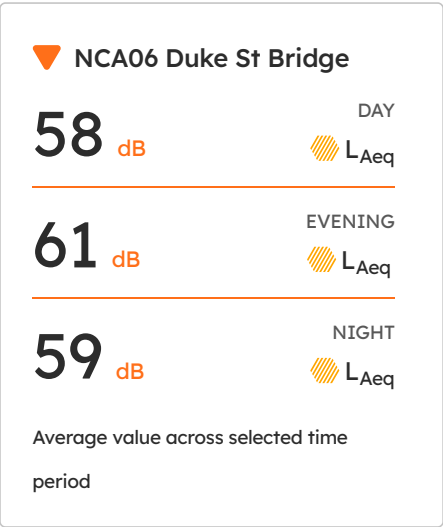 NCA06 Duke St Bridge
58 dB
DAY
LAeq
61 dB
EVENING
LAeq
59 dB
NIGHT
LAeq
Average value across selected time
period